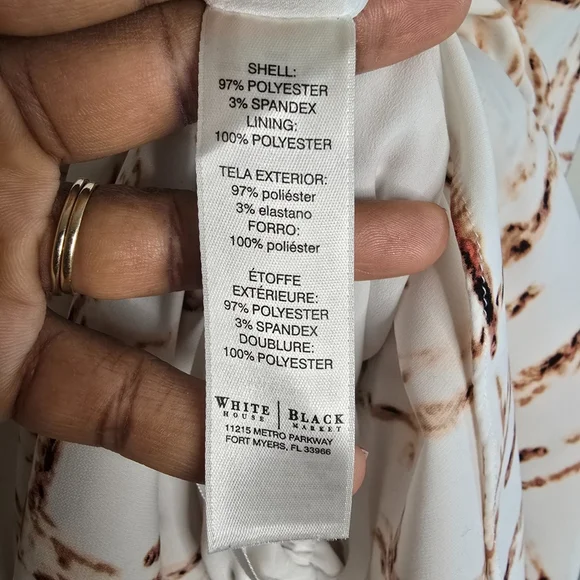 SHELL:
97% POLYESTER
3% SPANDEX
LINING:
100% POLYESTER
TELA EXTERIOR:
97% poliéster
3% elastano
FORRO:
100% poliéster
ÉTOFFE
EXTÉRIEURE:
97% POLYESTER
3% SPANDEX
DOUBLURE:
100% POLYESTER
WHITE | BLACK
HOUSE | MARKET
11215 METRO PARKWAY
FORT MYERS, FL 33966